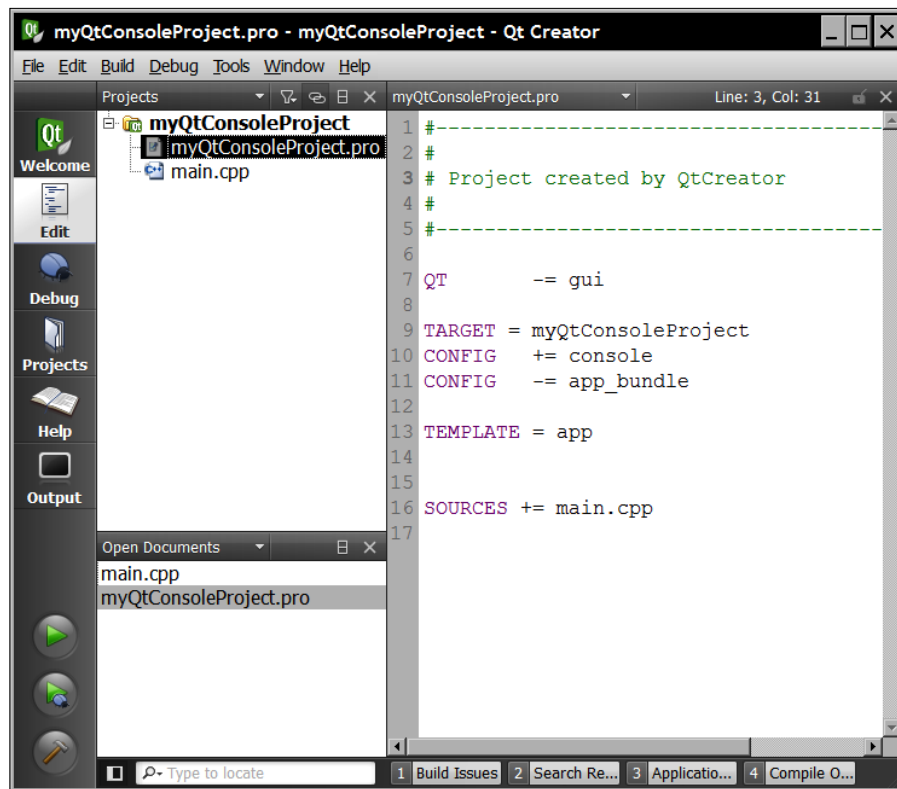 myQtConsoleProject.pro - myQtConsoleProject - Qt Creator
File Edit Build Debug Tools Window Help
Projects
myQtConsoleProject.pro Line: 3, Col: 31
Qt
Welcome
Edit
Debug
Projects
Help
Output
myQtConsoleProject
myQtConsoleProject.pro
main.cpp
Open Documents
main.cpp
myQtConsoleProject.pro
1 #--------------------------------------
2 #
3 # Project created by QtCreator
4 #
5 #--------------------------------------
6
7 QT       -= gui
8
9 TARGET = myQtConsoleProject
10 CONFIG   += console
11 CONFIG   -= app_bundle
12
13 TEMPLATE = app
14
15
16 SOURCES += main.cpp
17
Type to locate 1 Build Issues 2 Search Re... 3 Applicatio... 4 Compile O...